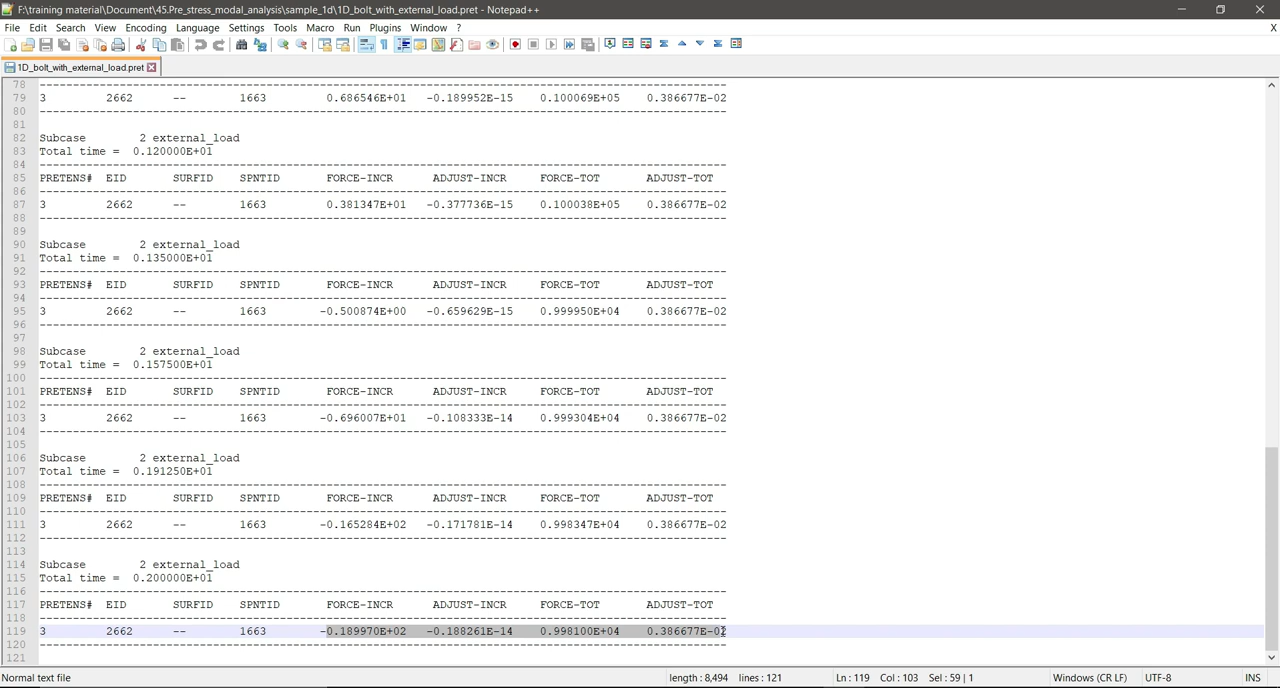 F:\training material\Document\45.Pre_stress_modal_analysis\sample_1d\1D_bolt_with_external_load.pret - Notepad++
File Edit Search View Encoding Language Settings Tools Macro Run Plugins Window ? X
1D_bolt_with_external_load.pret
78 ------------------------------------------------------------------------------------------------------
79 3 2662 -- 1663 0.686546E+01 -0.189952E-15 0.100069E+05 0.386677E-02
80 ------------------------------------------------------------------------------------------------------
81
82 Subcase 2 external_load
83 Total time = 0.120000E+01
84 ------------------------------------------------------------------------------------------------------
85 PRETENS# EID SURFID SPNTID FORCE-INCR ADJUST-INCR FORCE-TOT ADJUST-TOT
86 ------------------------------------------------------------------------------------------------------
87 3 2662 -- 1663 0.381347E+01 -0.377736E-15 0.100038E+05 0.386677E-02
88 ------------------------------------------------------------------------------------------------------
89
90 Subcase 2 external_load
91 Total time = 0.135000E+01
92 ------------------------------------------------------------------------------------------------------
93 PRETENS# EID SURFID SPNTID FORCE-INCR ADJUST-INCR FORCE-TOT ADJUST-TOT
94 ------------------------------------------------------------------------------------------------------
95 3 2662 -- 1663 -0.500874E+00 -0.659629E-15 0.999950E+04 0.386677E-02
96 ------------------------------------------------------------------------------------------------------
97
98 Subcase 2 external_load
99 Total time = 0.157500E+01
100 ------------------------------------------------------------------------------------------------------
101 PRETENS# EID SURFID SPNTID FORCE-INCR ADJUST-INCR FORCE-TOT ADJUST-TOT
102 ------------------------------------------------------------------------------------------------------
103 3 2662 -- 1663 -0.696007E+01 -0.108333E-14 0.999304E+04 0.386677E-02
104 ------------------------------------------------------------------------------------------------------
105
106 Subcase 2 external_load
107 Total time = 0.191250E+01
108 ------------------------------------------------------------------------------------------------------
109 PRETENS# EID SURFID SPNTID FORCE-INCR ADJUST-INCR FORCE-TOT ADJUST-TOT
110 ------------------------------------------------------------------------------------------------------
111 3 2662 -- 1663 -0.165284E+02 -0.171781E-14 0.998347E+04 0.386677E-02
112 ------------------------------------------------------------------------------------------------------
113
114 Subcase 2 external_load
115 Total time = 0.200000E+01
116 ------------------------------------------------------------------------------------------------------
117 PRETENS# EID SURFID SPNTID FORCE-INCR ADJUST-INCR FORCE-TOT ADJUST-TOT
118 ------------------------------------------------------------------------------------------------------
119 3 2662 -- 1663 -0.189970E+02 -0.188261E-14 0.998100E+04 0.386677E-02
120 ------------------------------------------------------------------------------------------------------
121
Normal text file length : 8,494 lines : 121 Ln : 119 Col : 103 Sel : 59 | 1 Windows (CR LF) UTF-8 INS